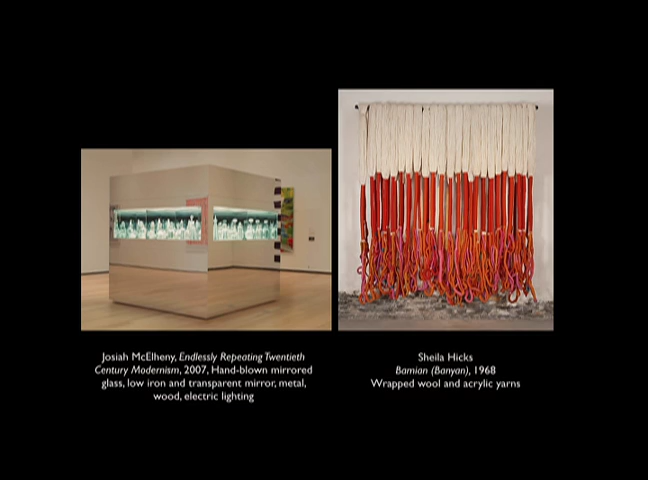 Josiah McElheny, Endlessly Repeating Twentieth
Century Modernism, 2007, Hand-blown mirrored
glass, low iron and transparent mirror, metal,
wood, electric lighting
Sheila Hicks
Bamian (Banyan), 1968
Wrapped wool and acrylic yarns